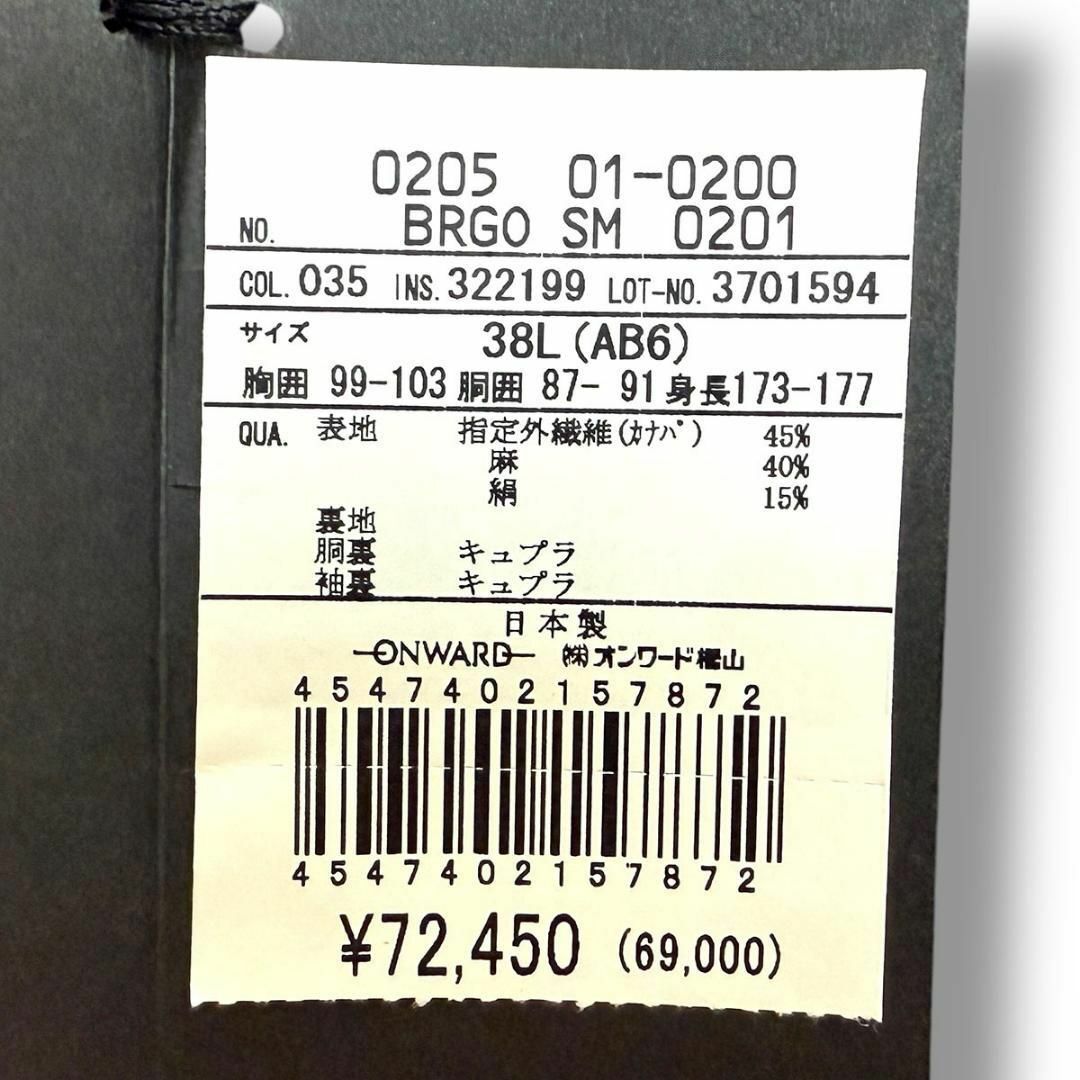 0205 01-0200
NO. BRGO SM 0201
COL. 035 INS. 322199 LOT-NO. 3701594
サイズ 38L(AB6)
胸囲 99-103 胴囲 87- 91 身長173-177
QUA. 表地 指定外繊維(ｶﾅﾊﾟ) 45%
麻 40%
絹 15%
裏地
胴裏 キュプラ
袖裏 キュプラ
日本製
ONWARD ㈱オンワード樫山
4547402157872
4547402157872
¥72,450 (69,000)